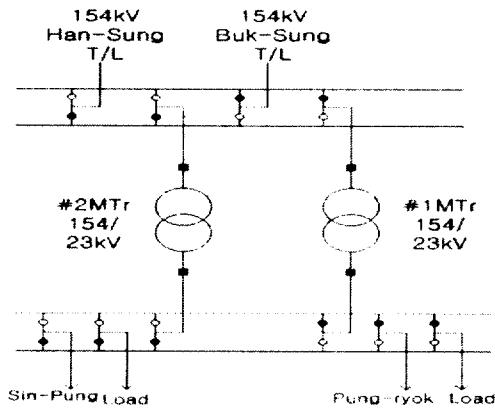 154kV
Han-Sung
T/L
154kV
Buk-Sung
T/L
#2MTr
154/
23kV
#1MTr
154/
23kV
Sin-Pung
Load
Pung-ryok
Load